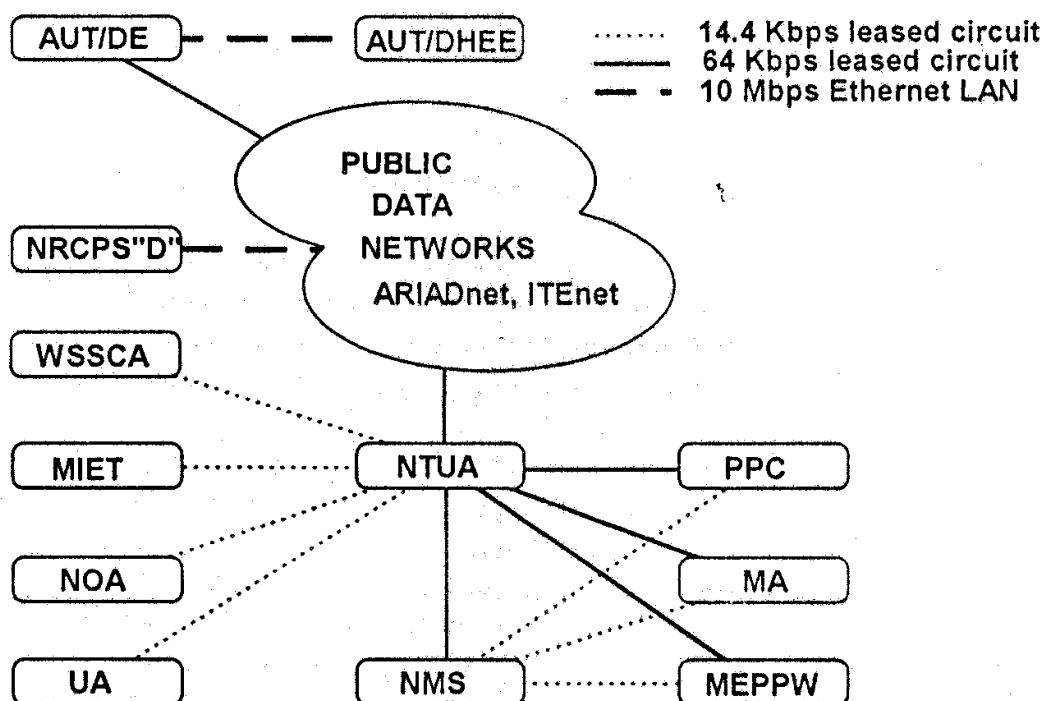 AUT/DE
AUT/DHEE
14.4 Kbps leased circuit
64 Kbps leased circuit
10 Mbps Ethernet LAN
PUBLIC
DATA
NETWORKS
ARIADnet, ITEnet
NRCPS"D"
WSSCA
MIET
NTUA
PPC
NOA
MA
UA
NMS
MEPPW